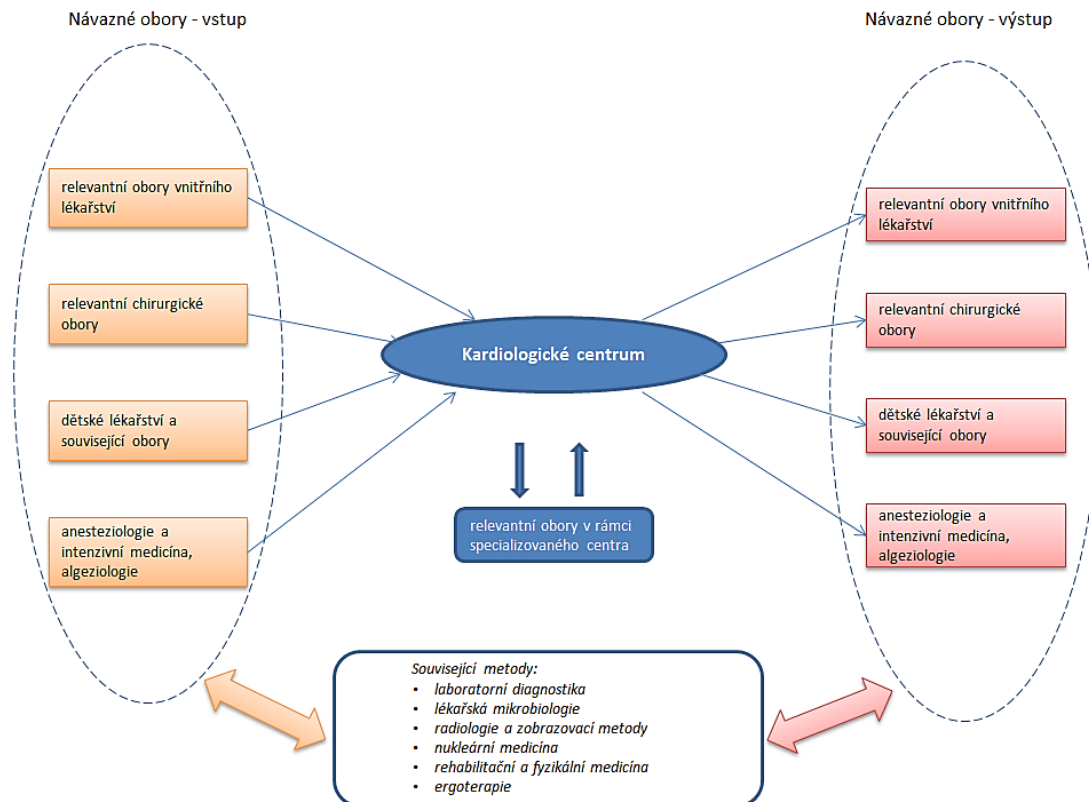 Návazné obory - vstup
Návazné obory - výstup
relevantní obory vnitřního
lékařství
relevantní chirurgické
obory
dětské lékařství a
související obory
anesteziologie a
intenzivní medicína,
algeziologie
Kardiologické centrum
relevantní obory v rámci
specializovaného centra
relevantní obory vnitřního
lékařství
relevantní chirurgické
obory
dětské lékařství a
související obory
anesteziologie a
intenzivní medicína,
algeziologie
Související metody:
• laboratorní diagnostika
• lékařská mikrobiologie
• radiologie a zobrazovací metody
• nukleární medicína
• rehabilitační a fyzikální medicína
• ergoterapie